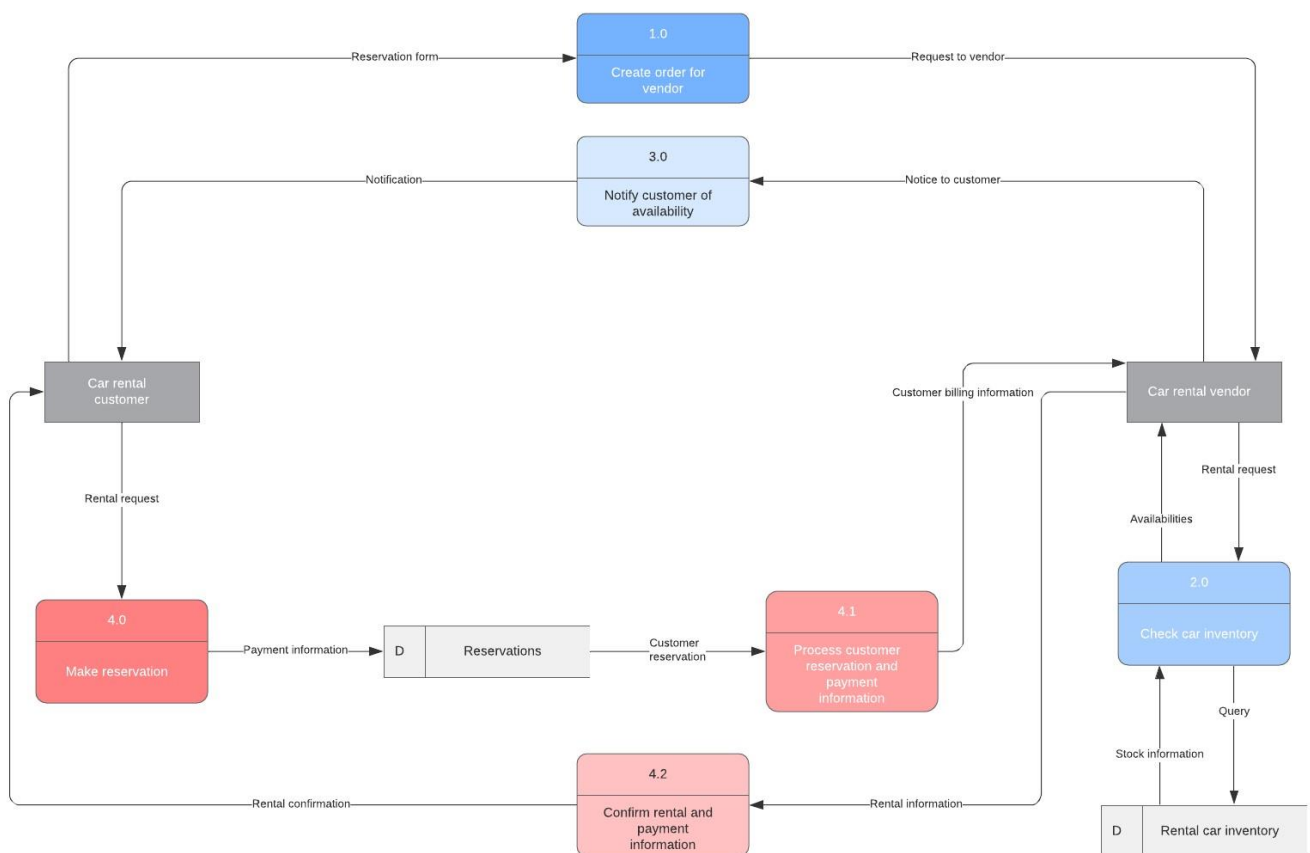 1.0
Reservation form
Request to vendor
Create order for
vendor
3.0
Notification
Notice to customer
Notify customer of
availability
Car rental
customer
Customer billing information
Car rental vendor
Rental request
Rental request
Availabilities
4.0
Make reservation
Payment information
D
Reservations
Customer
reservation
4.1
Process customer
reservation and
payment
information
2.0
Check car inventory
Query
Stock information
4.2
Rental confirmation
Rental information
Confirm rental and
payment
information
D
Rental car inventory